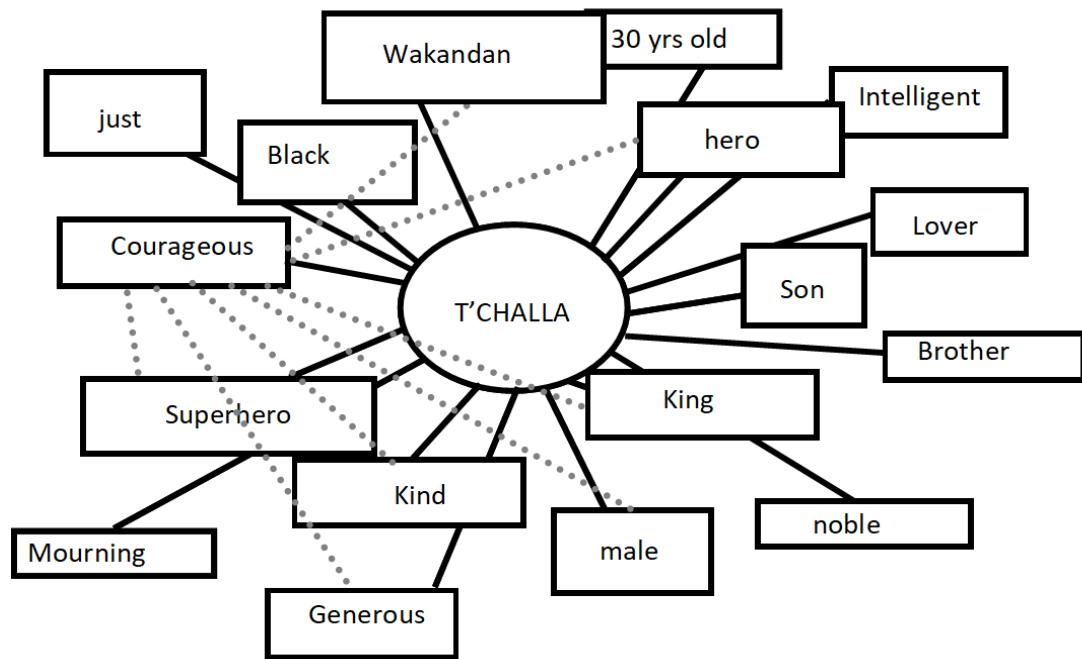 Wakandan
30 yrs old
Intelligent
just
hero
Black
Lover
Courageous
Son
T’CHALLA
Brother
King
Superhero
Kind
noble
male
Mourning
Generous